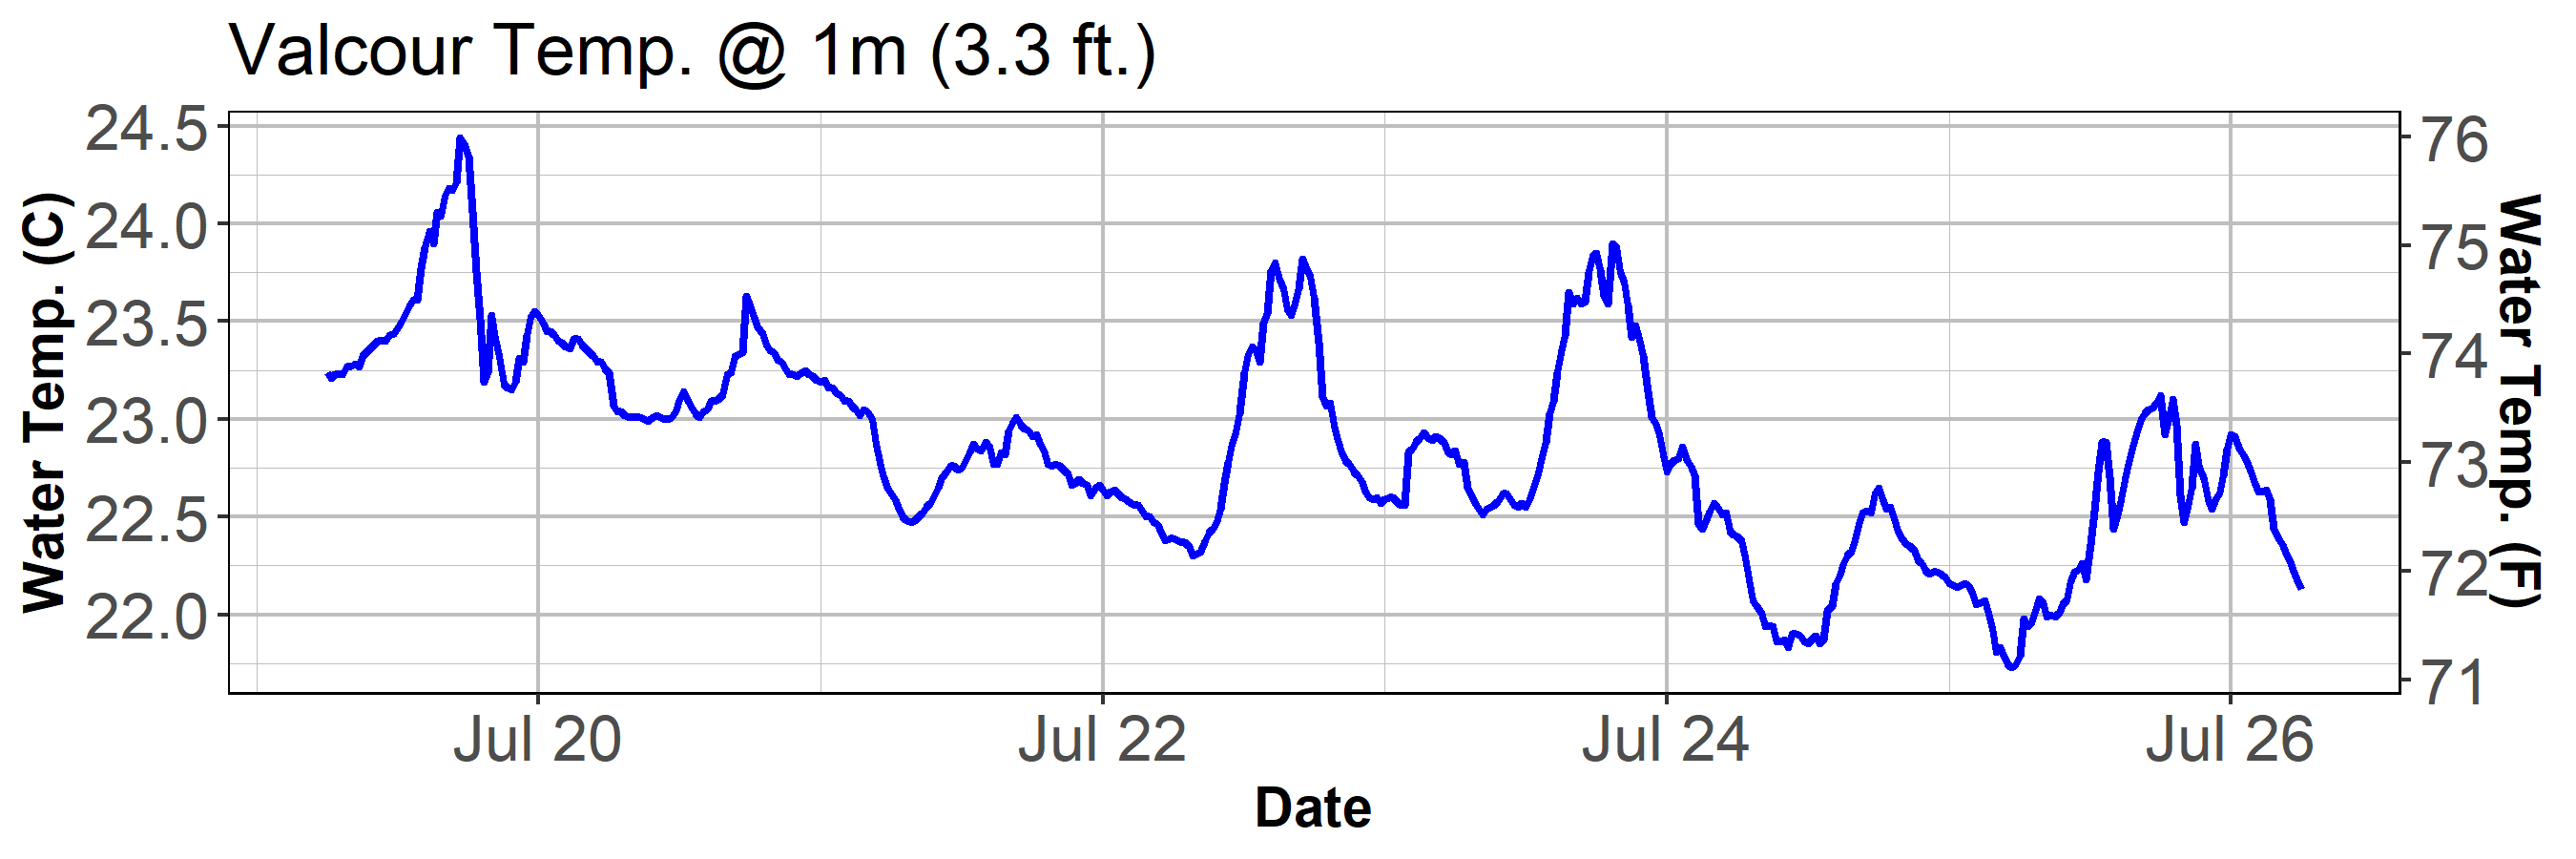 Valcour Temp. @ 1m (3.3 ft.)
Water Temp. (C)
24.5
24.0
23.5
23.0
22.5
22.0
76
75
74
73
72
71
Water Temp. (F)
Jul 20 Jul 22 Jul 24 Jul 26
Date